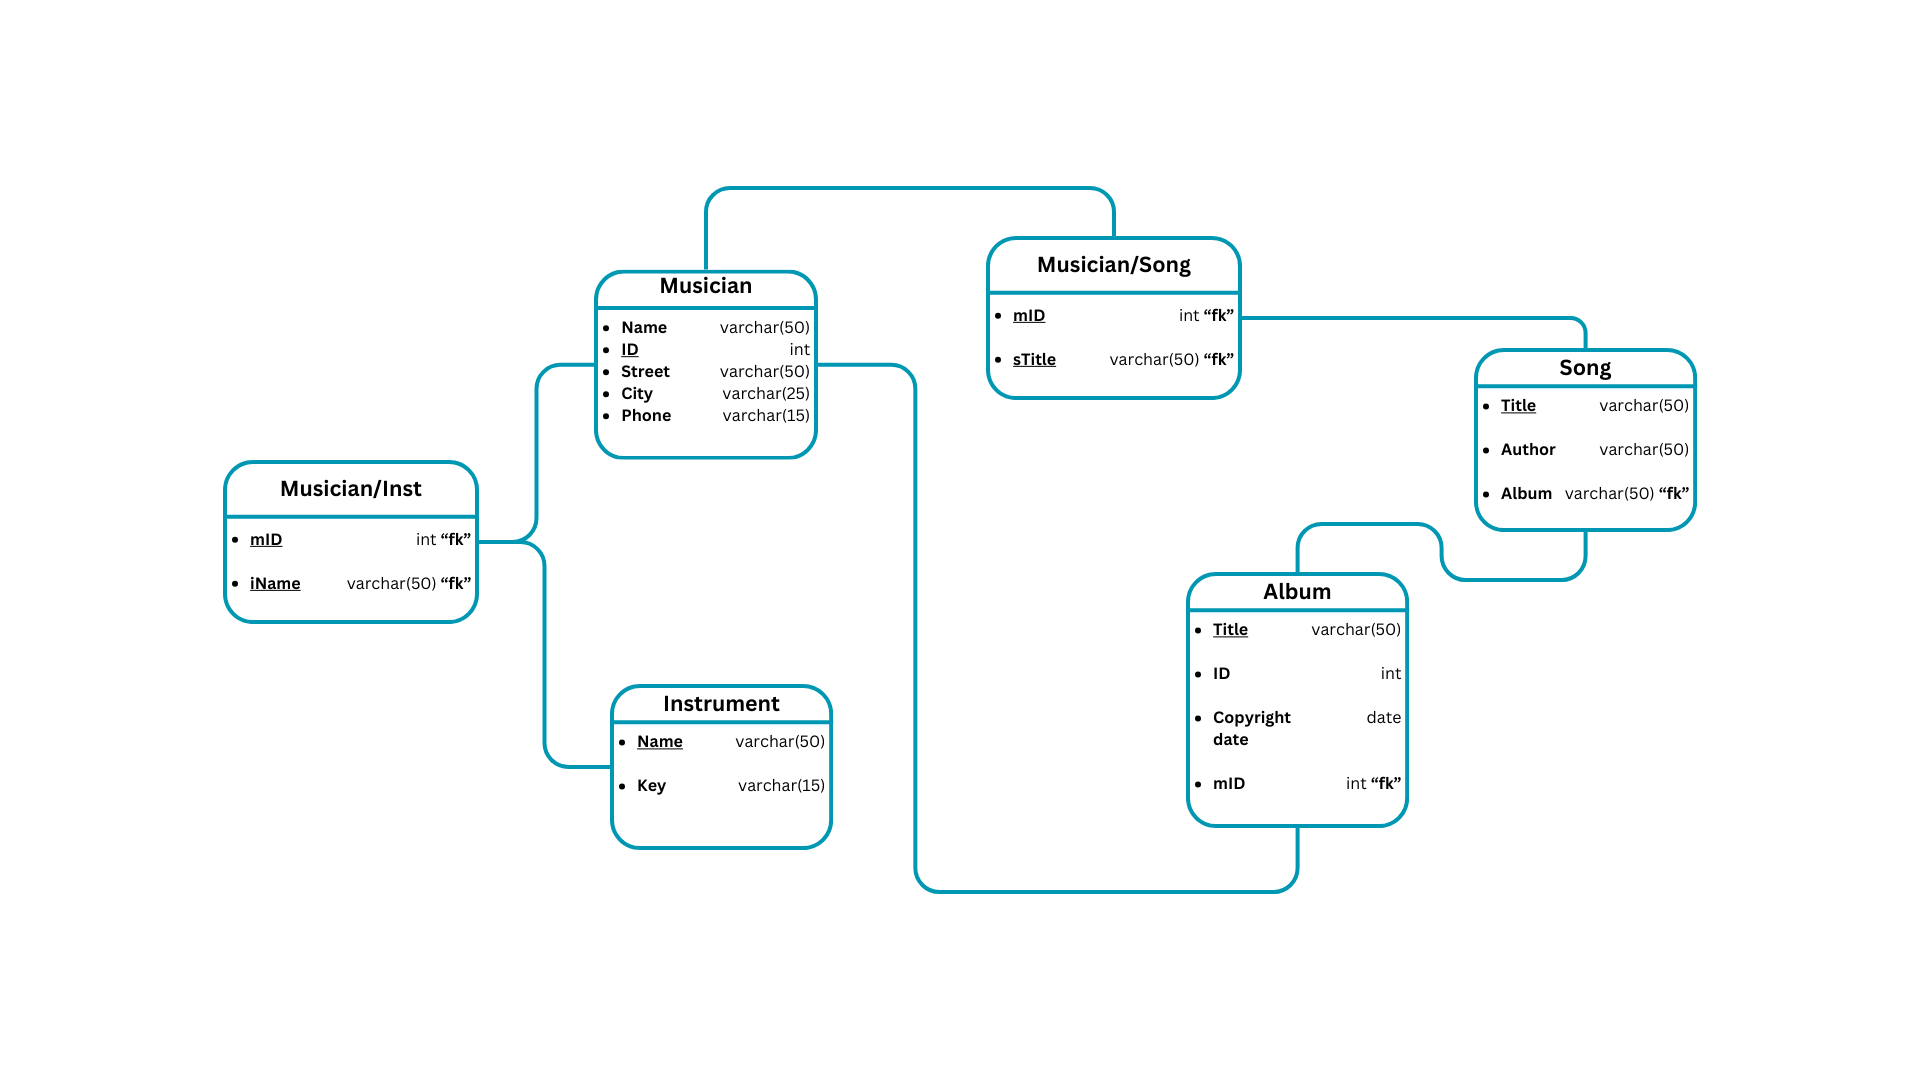 Musician
Name varchar(50)
ID int
Street varchar(50)
City varchar(25)
Phone varchar(15)
Musician/Song
mID int “fk”
sTitle varchar(50) “fk”
Song
Title varchar(50)
Author varchar(50)
Album varchar(50) “fk”
Musician/Inst
mID int “fk”
iName varchar(50) “fk”
Album
Title varchar(50)
ID int
Copyright date
date
mID int “fk”
Instrument
Name varchar(50)
Key varchar(15)